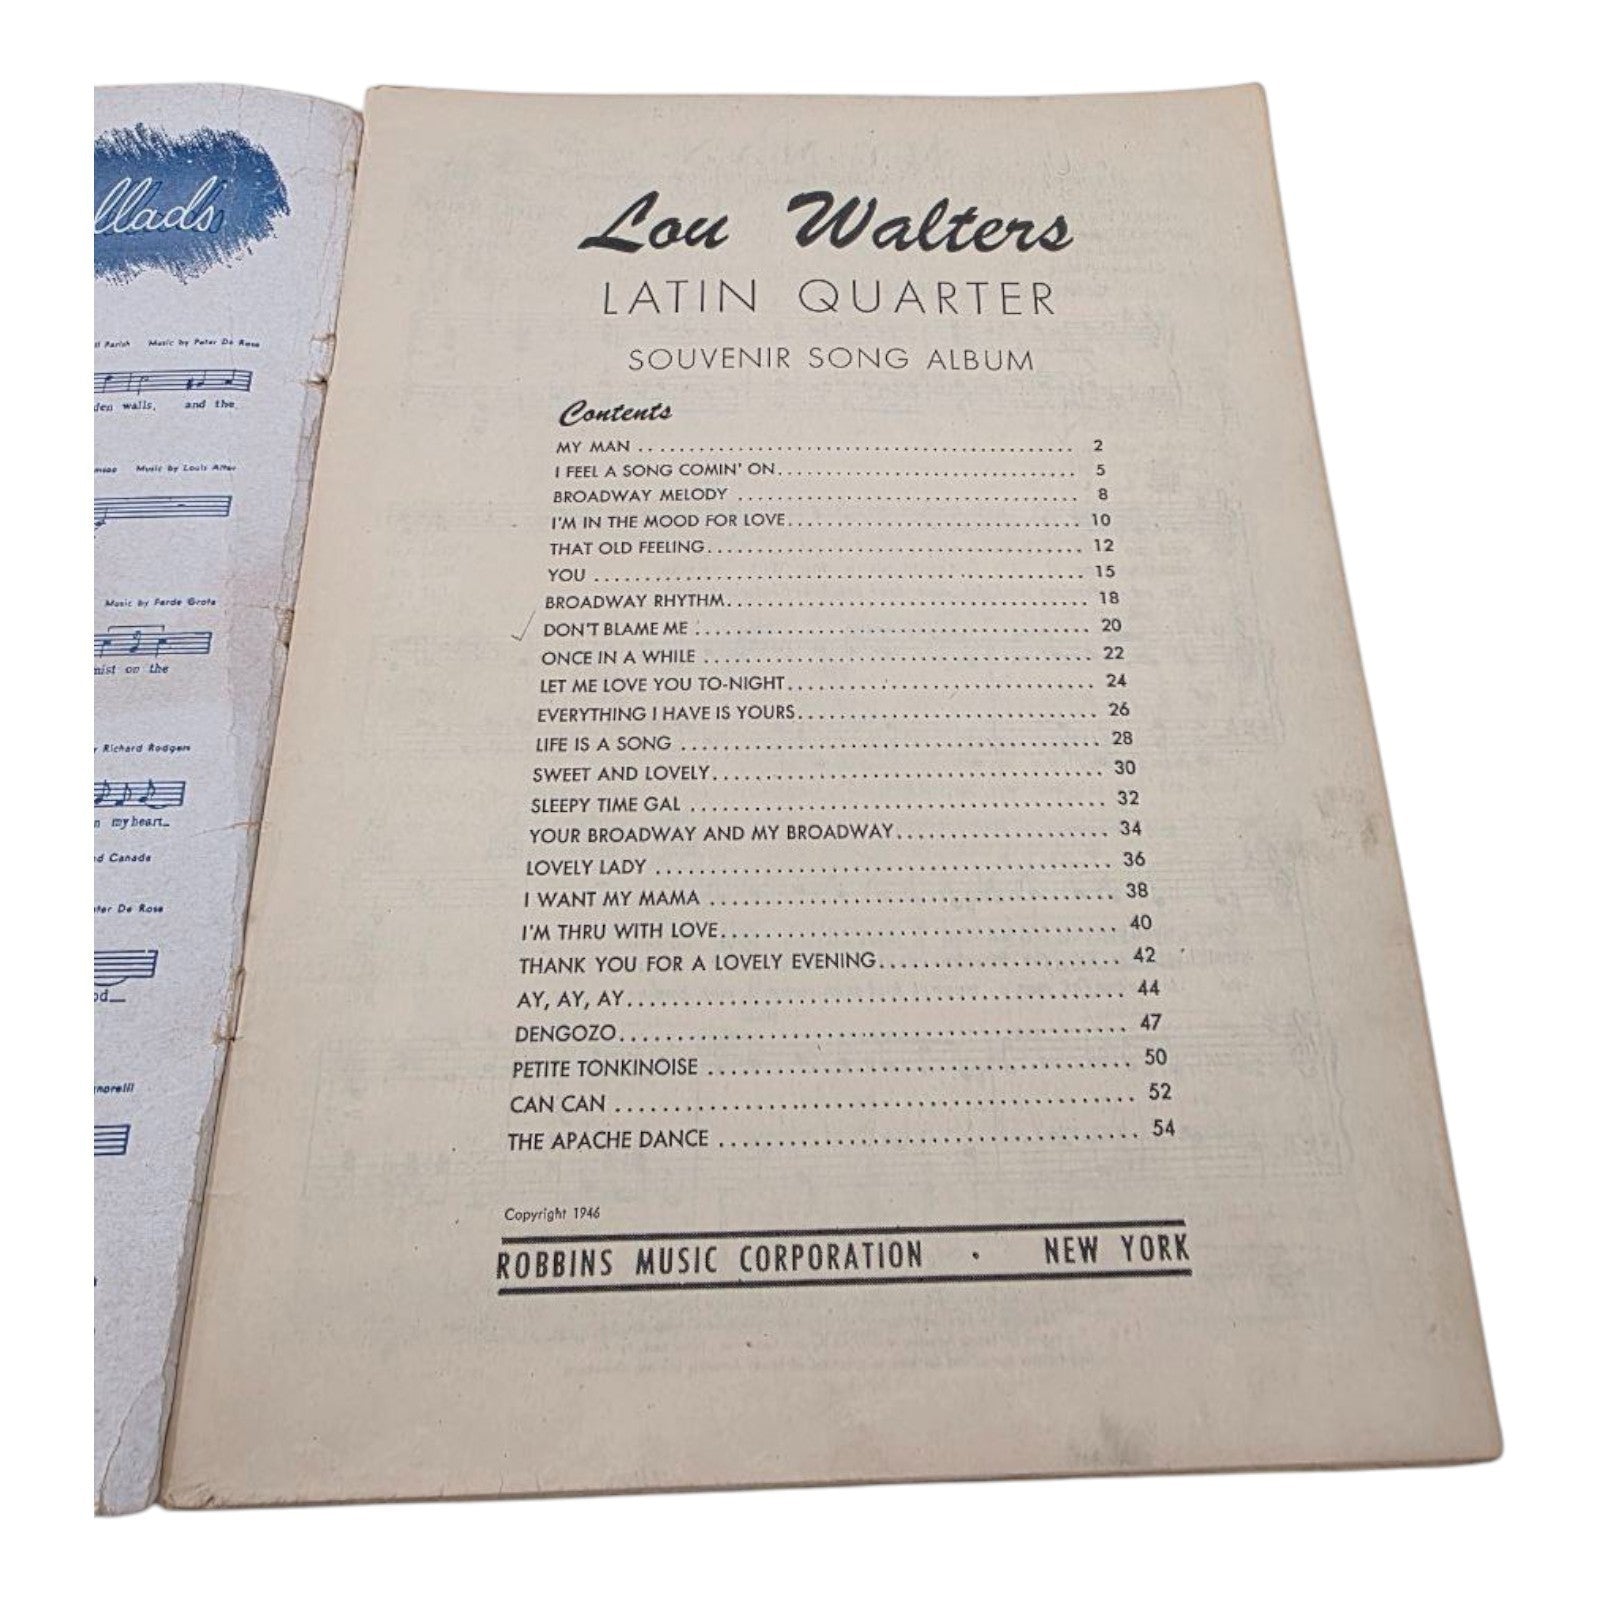 llads
Parish Music by Peter De Rose
den walls, and the
Music by Louis Alter
Music by Ferde Grofe
mist on the
Richard Rodgers
my heart_
d Canada
ter De Rose
od_
norelli
Lou Walters
LATIN QUARTER
SOUVENIR SONG ALBUM
Contents
MY MAN 2
I FEEL A SONG COMIN' ON 5
BROADWAY MELODY 8
I'M IN THE MOOD FOR LOVE 10
THAT OLD FEELING 12
YOU 15
BROADWAY RHYTHM 18
DON'T BLAME ME 20
ONCE IN A WHILE 22
LET ME LOVE YOU TO-NIGHT 24
EVERYTHING I HAVE IS YOURS 26
LIFE IS A SONG 28
SWEET AND LOVELY 30
SLEEPY TIME GAL 32
YOUR BROADWAY AND MY BROADWAY 34
LOVELY LADY 36
I WANT MY MAMA 38
I'M THRU WITH LOVE 40
THANK YOU FOR A LOVELY EVENING 42
AY, AY, AY 44
DENGOZO 47
PETITE TONKINOISE 50
CAN CAN 52
THE APACHE DANCE 54
Copyright 1946
ROBBINS MUSIC CORPORATION · NEW YORK